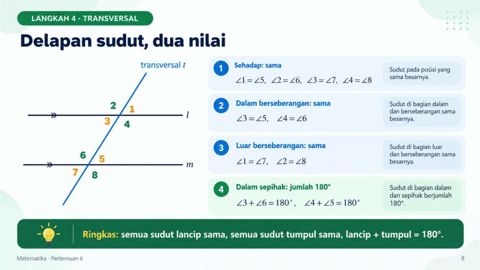 LANGKAH 4 • TRANSVERSAL
Delapan sudut, dua nilai
transversal t
2
1
3
4
l
6
5
7
8
m
1
Sehadap: sama
∠1 = ∠5, ∠2 = ∠6, ∠3 = ∠7, ∠4 = ∠8
Sudut pada posisi yang
sama besarnya.
2
Dalam berseberangan: sama
∠3 = ∠5, ∠4 = ∠6
Sudut di bagian dalam
dan berseberangan sama
besarnya.
3
Luar berseberangan: sama
∠1 = ∠7, ∠2 = ∠8
Sudut di bagian luar
dan berseberangan sama
besarnya.
4
Dalam sepihak: jumlah 180°
∠3 + ∠6 = 180°, ∠4 + ∠5 = 180°
Sudut di bagian dalam
dan sepihak berjumlah
180°.
Ringkas: semua sudut lancip sama, semua sudut tumpul sama, lancip + tumpul = 180°.
Matematika · Pertemuan 6
8